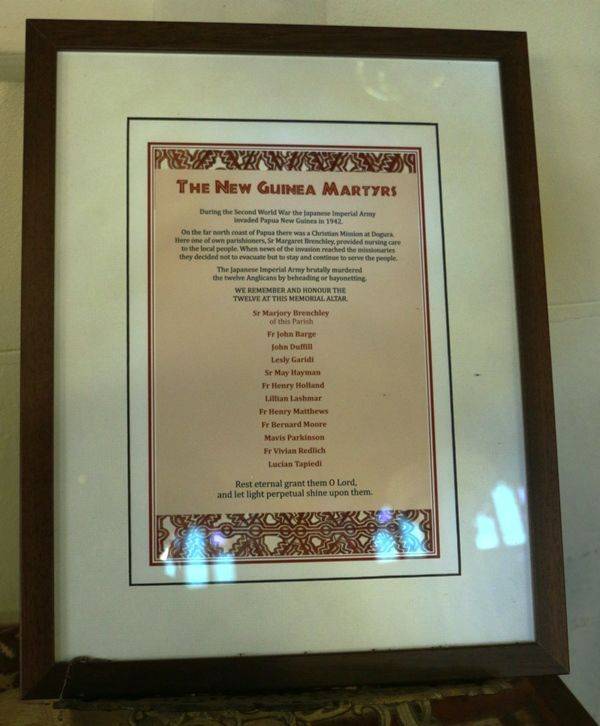 THE NEW GUINEA MARTYRS
During the Second World War the Japanese Imperial Army
invaded Papua New Guinea in 1942.
On the far north coast of Papua there was a Christian Mission at Dogura.
Here one of own parishioners, Sr Margaret Brenchley, provided nursing care
to the local people. When news of the invasion reached the missionaries
they decided not to evacuate but to stay and continue to serve the people.
The Japanese Imperial Army brutally murdered
the twelve Anglicans by beheading or bayonetting.
WE REMEMBER AND HONOUR THE
TWELVE AT THIS MEMORIAL ALTAR.
Sr Marjory Brenchley
of this Parish
Fr John Barge
John Duffill
Lesly Garidi
Sr May Hayman
Fr Henry Holland
Lillian Lashmar
Fr Henry Matthews
Fr Bernard Moore
Mavis Parkinson
Fr Vivian Redlich
Lucian Tapiedi
Rest eternal grant them O Lord,
and let light perpetual shine upon them.